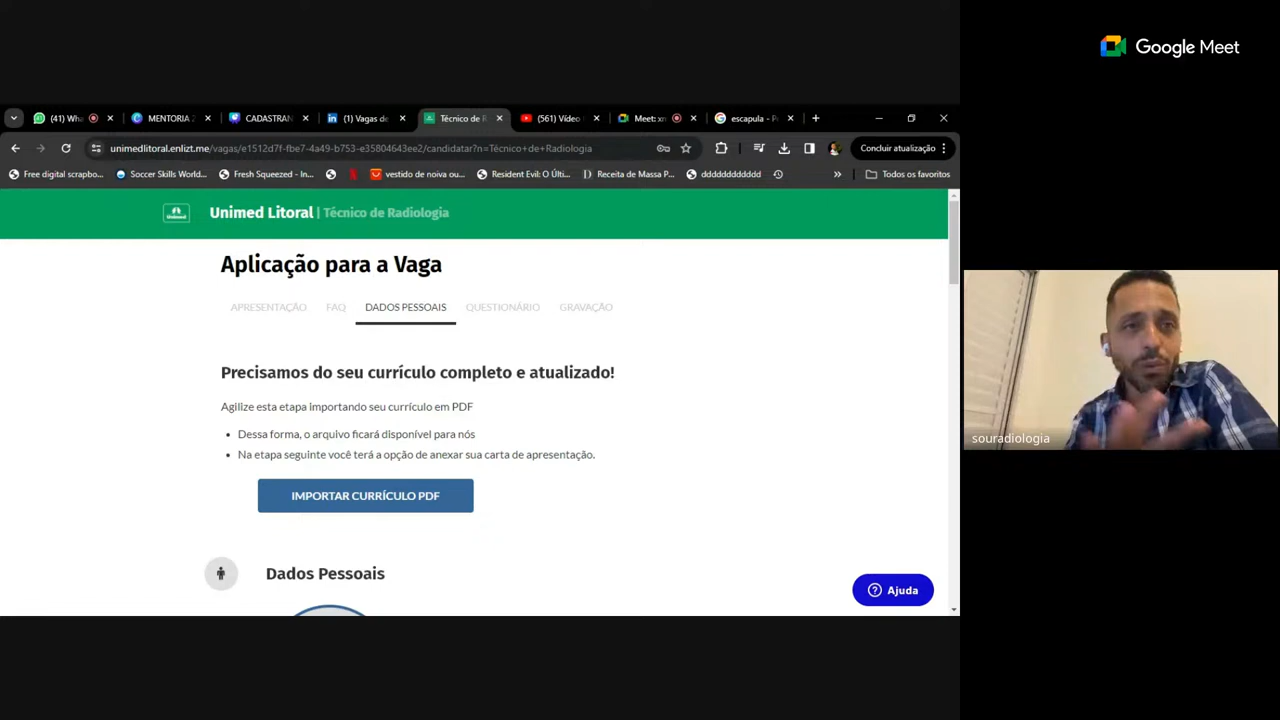 Google Meet
(41) Wha
MENTORIA 2
CADASTRAN
(1) Vagas de
Técnico de R
(561) Vídeo
Meet: xn
escapula - P
unimedlitoral.enlizt.me/vagas/e1512d7f-fbe7-4a49-b753-e35804643ee2/candidatar?n=Técnico+de+Radiologia
Concluir atualização
Free digital scrapbo...
Soccer Skills World...
Fresh Squeezed - In...
vestido de noiva ou...
Resident Evil: O Últi...
Receita de Massa P...
dddddddddddd
Todos os favoritos
Unimed Litoral | Técnico de Radiologia
Aplicação para a Vaga
APRESENTAÇÃO
FAQ
DADOS PESSOAIS
QUESTIONÁRIO
GRAVAÇÃO
Precisamos do seu currículo completo e atualizado!
Agilize esta etapa importando seu currículo em PDF
Dessa forma, o arquivo ficará disponível para nós
Na etapa seguinte você terá a opção de anexar sua carta de apresentação.
IMPORTAR CURRÍCULO PDF
Dados Pessoais
Ajuda
souradiologia